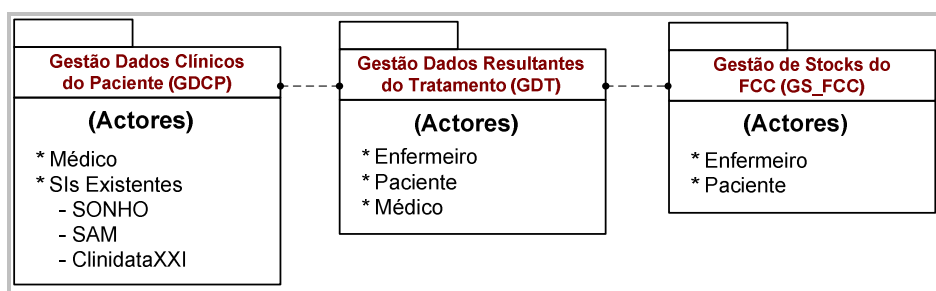 Gestão Dados Clínicos
do Paciente (GDCP)
(Actores)
* Médico
* SIs Existentes
- SONHO
- SAM
- ClinidataXXI
Gestão Dados Resultantes
do Tratamento (GDT)
(Actores)
* Enfermeiro
* Paciente
* Médico
Gestão de Stocks do
FCC (GS_FCC)
(Actores)
* Enfermeiro
* Paciente